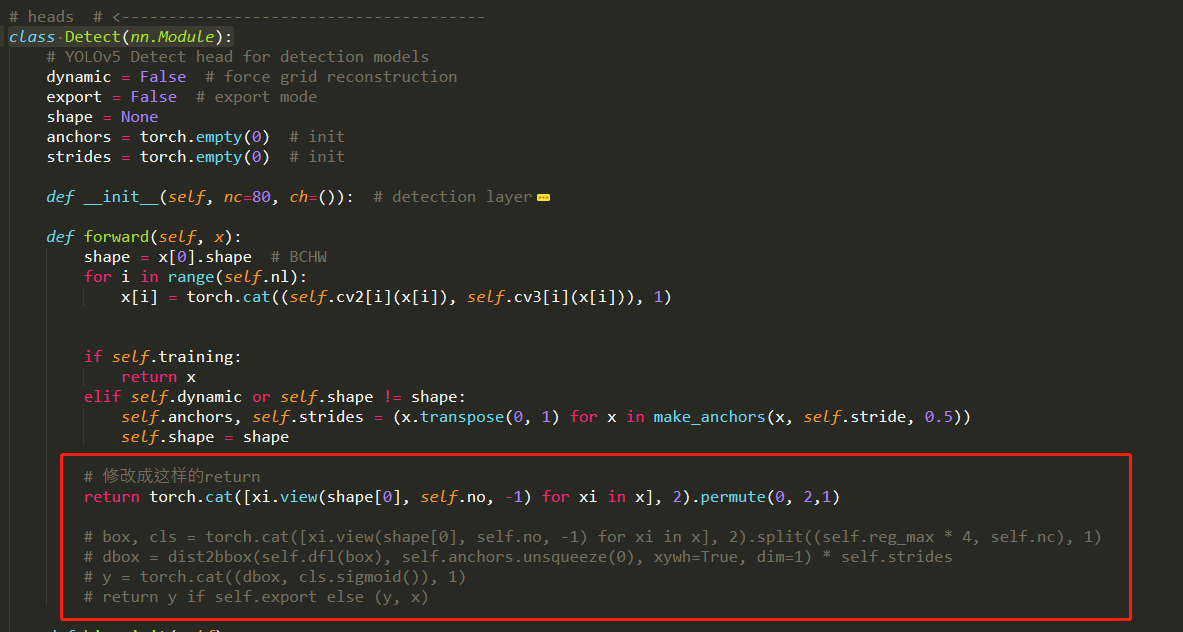 # heads  # <---------------------------------------
class Detect(nn.Module):
    # YOLOv5 Detect head for detection models
    dynamic = False  # force grid reconstruction
    export = False  # export mode
    shape = None
    anchors = torch.empty(0)  # init
    strides = torch.empty(0)  # init
    def __init__(self, nc=80, ch=()):  # detection layer
    def forward(self, x):
        shape = x[0].shape  # BCHW
        for i in range(self.nl):
            x[i] = torch.cat((self.cv2[i](x[i]), self.cv3[i](x[i])), 1)
        if self.training:
            return x
        elif self.dynamic or self.shape != shape:
            self.anchors, self.strides = (x.transpose(0, 1) for x in make_anchors(x, self.stride, 0.5))
            self.shape = shape
        # 修改成这样的return
        return torch.cat([xi.view(shape[0], self.no, -1) for xi in x], 2).permute(0, 2,1)
        # box, cls = torch.cat([xi.view(shape[0], self.no, -1) for xi in x], 2).split((self.reg_max * 4, self.nc), 1)
        # dbox = dist2bbox(self.dfl(box), self.anchors.unsqueeze(0), xywh=True, dim=1) * self.strides
        # y = torch.cat((dbox, cls.sigmoid()), 1)
        # return y if self.export else (y, x)